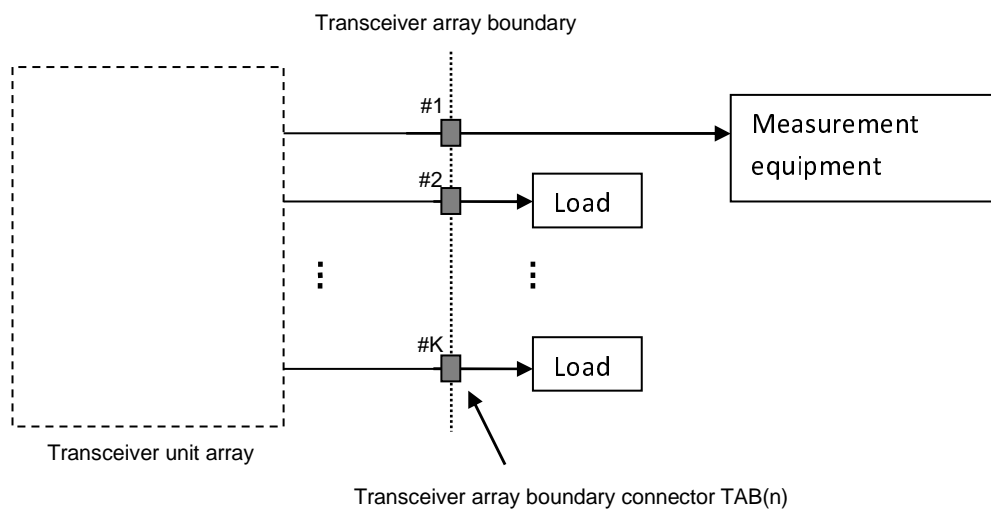 Transceiver array boundary
#1
Measurement
equipment
#2
Load
#K
Load
Transceiver unit array
Transceiver array boundary connector TAB(n)